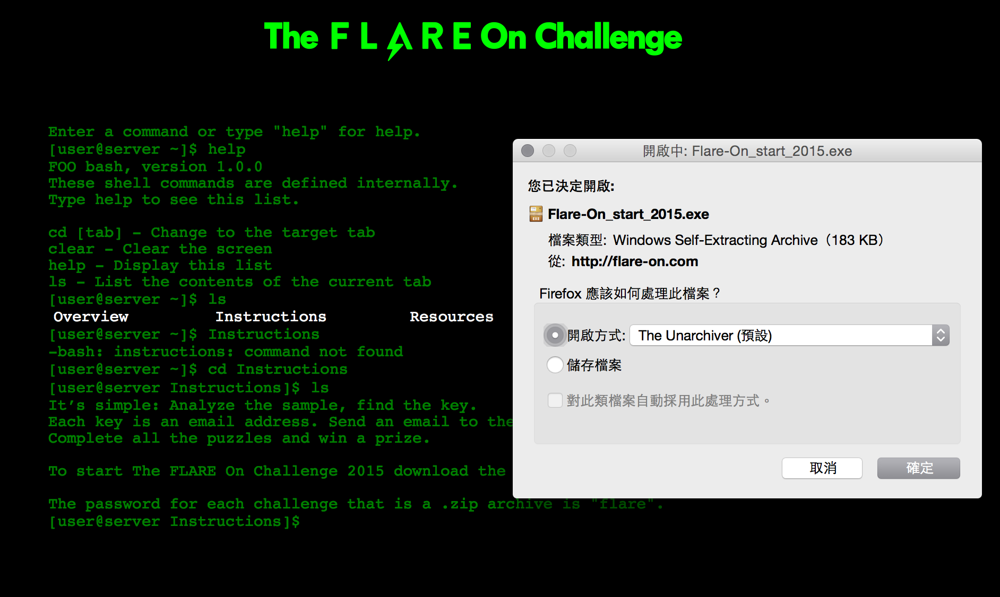 The FLARE On Challenge
Enter a command or type "help" for help.
[user@server ~]$ help
FOO bash, version 1.0.0
These shell commands are defined internally.
Type help to see this list.
cd [tab] – Change to the target tab
clear – Clear the screen
help – Display this list
ls – List the contents of the current tab
[user@server ~]$ ls
Overview Instructions Resources
[user@server ~]$ Instructions
-bash: instructions: command not found
[user@server ~]$ cd Instructions
[user@server Instructions]$ ls
It’s simple: Analyze the sample, find the key.
Each key is an email address. Send an email to the
Complete all the puzzles and win a prize.
To start The FLARE On Challenge 2015 download the
The password for each challenge that is a .zip archive is "flare".
[user@server Instructions]$
開啟中: Flare-On_start_2015.exe
您已決定開啟:
EXE
Flare-On_start_2015.exe
檔案類型: Windows Self-Extracting Archive（183 KB）
從: http://flare-on.com
Firefox 應該如何處理此檔案？
開啟方式: The Unarchiver (預設)
儲存檔案
對此類檔案自動採用此處理方式。
取消 確定